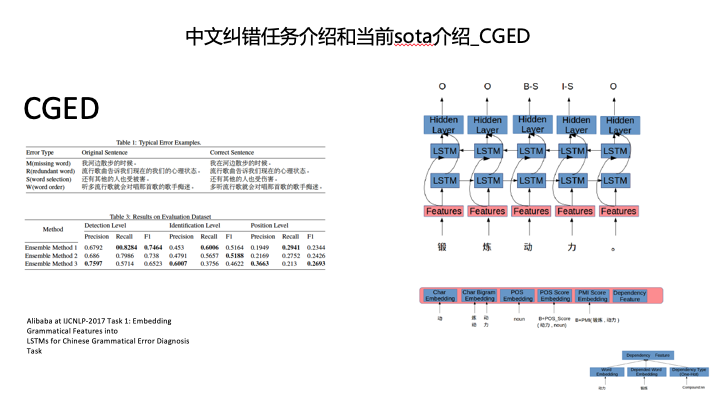 中文纠错任务介绍和当前sota介绍_CGED
CGED
Table 1: Typical Error Examples.
Error Type Original Sentence Correct Sentence
M(missing word) 我河边散步的时候。 我在河边散步的时候。
R(redundant word) 流行歌曲告诉我们现在的我们的心理状态。 流行歌曲告诉我们现在的心理状态。
S(word selection) 还有其他的人也受被害。 还有其他的人也受伤害。
W(word order) 听多流行歌就会对唱那首歌的歌手痴迷。 多听流行歌就会对唱那首歌的歌手痴迷。
Table 3: Results on Evaluation Dataset
Method Detection Level Identification Level Position Level
Precision Recall F1 Precision Recall F1 Precision Recall F1
Ensemble Method 1 0.6792 00.8284 0.7464 0.453 0.6006 0.5164 0.1949 0.2941 0.2344
Ensemble Method 2 0.686 0.7986 0.738 0.4791 0.5657 0.5188 0.2169 0.2752 0.2426
Ensemble Method 3 0.7597 0.5714 0.6523 0.6007 0.3756 0.4622 0.3663 0.213 0.2693
Alibaba at IJCNLP-2017 Task 1: Embedding
Grammatical Features into
LSTMs for Chinese Grammatical Error Diagnosis
Task
O O B-S I-S O
Hidden Layer Hidden Layer Hidden Layer Hidden Layer Hidden Layer
LSTM LSTM LSTM LSTM LSTM
LSTM LSTM LSTM LSTM LSTM
Features Features Features Features Features
锻 炼 动 力 。
Char Embedding Char Bigram Embedding POS Embedding POS Score Embedding PMI Score Embedding Dependency Feature
动 炼动 动力 noun B+POS_Score (动力, noun) B+PMI(锻炼, 动力)
Dependency Feature
Word Embedding Dependent Word Embedding Dependency Type (One-Hot)
动力 锻炼